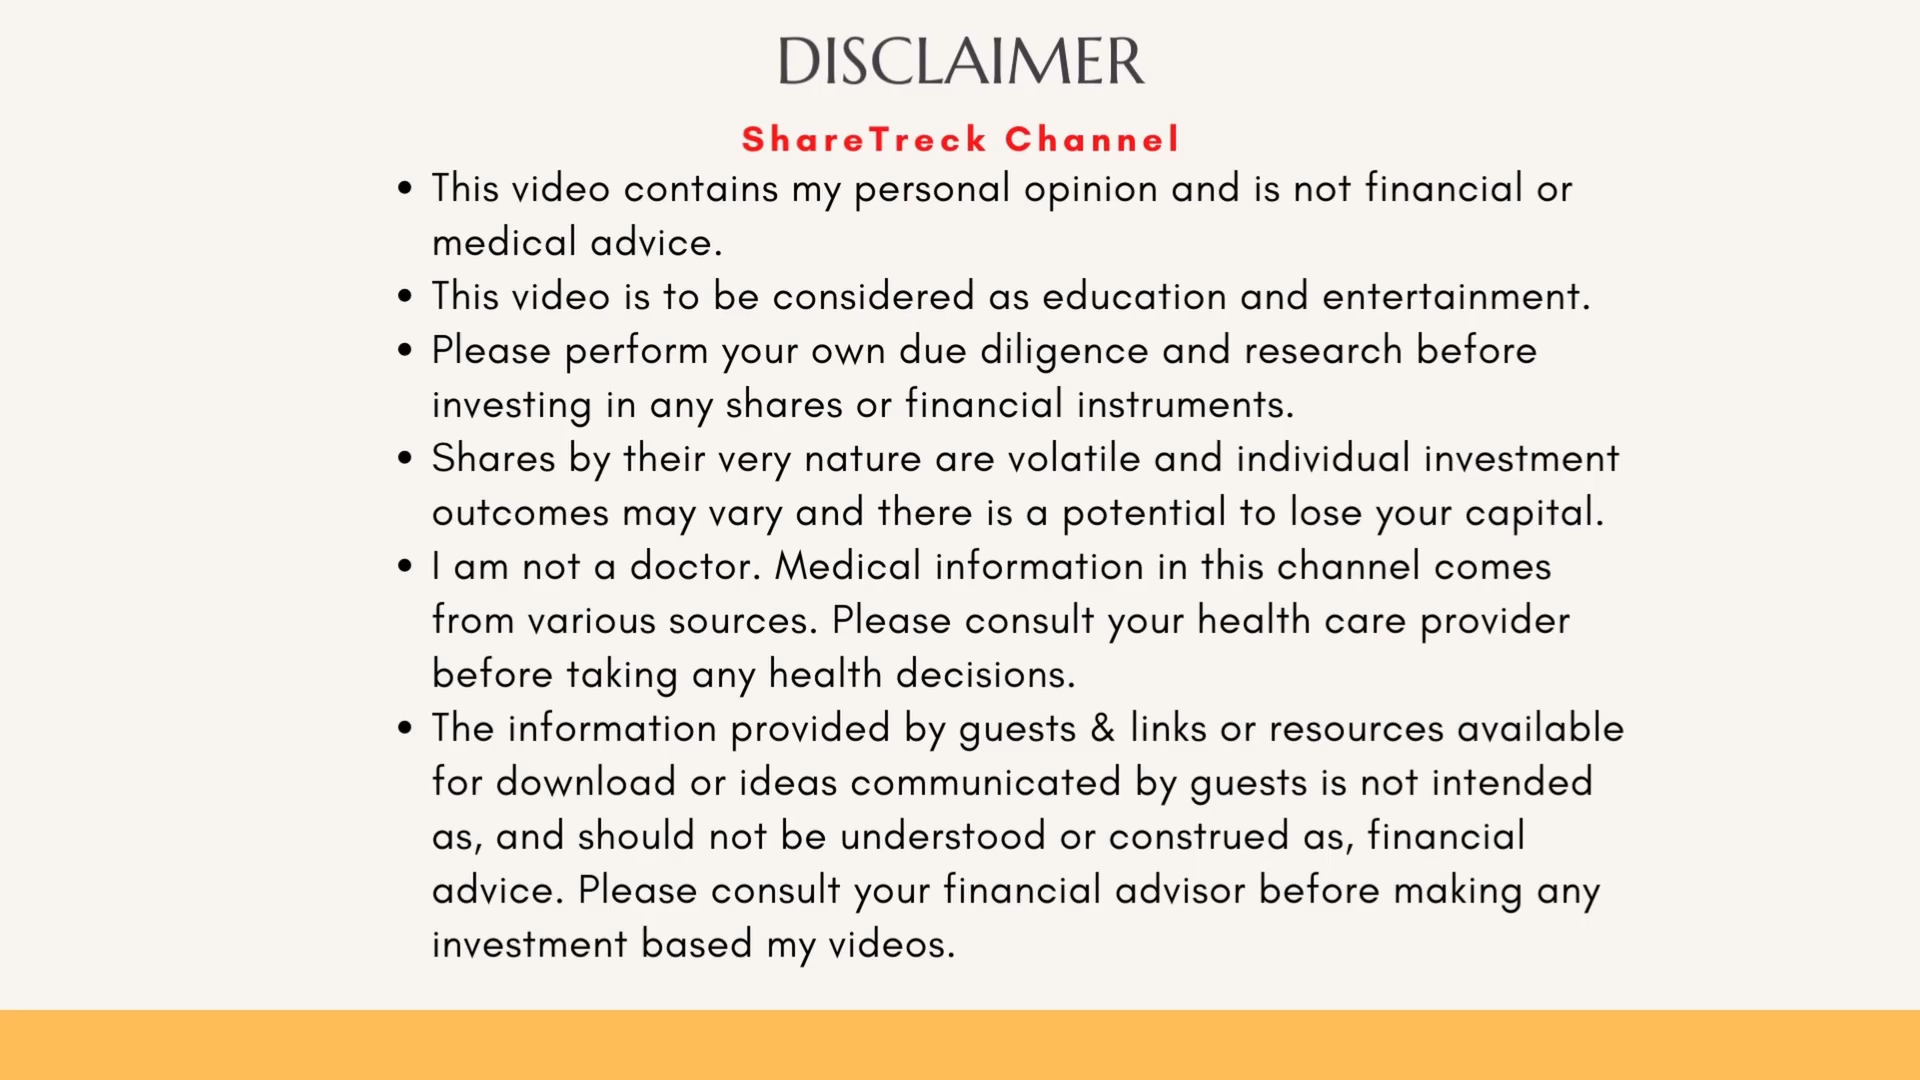 DISCLAIMER
ShareTreck Channel
• This video contains my personal opinion and is not financial or
medical advice.
• This video is to be considered as education and entertainment.
• Please perform your own due diligence and research before
investing in any shares or financial instruments.
• Shares by their very nature are volatile and individual investment
outcomes may vary and there is a potential to lose your capital.
• I am not a doctor. Medical information in this channel comes
from various sources. Please consult your health care provider
before taking any health decisions.
• The information provided by guests & links or resources available
for download or ideas communicated by guests is not intended
as, and should not be understood or construed as, financial
advice. Please consult your financial advisor before making any
investment based my videos.